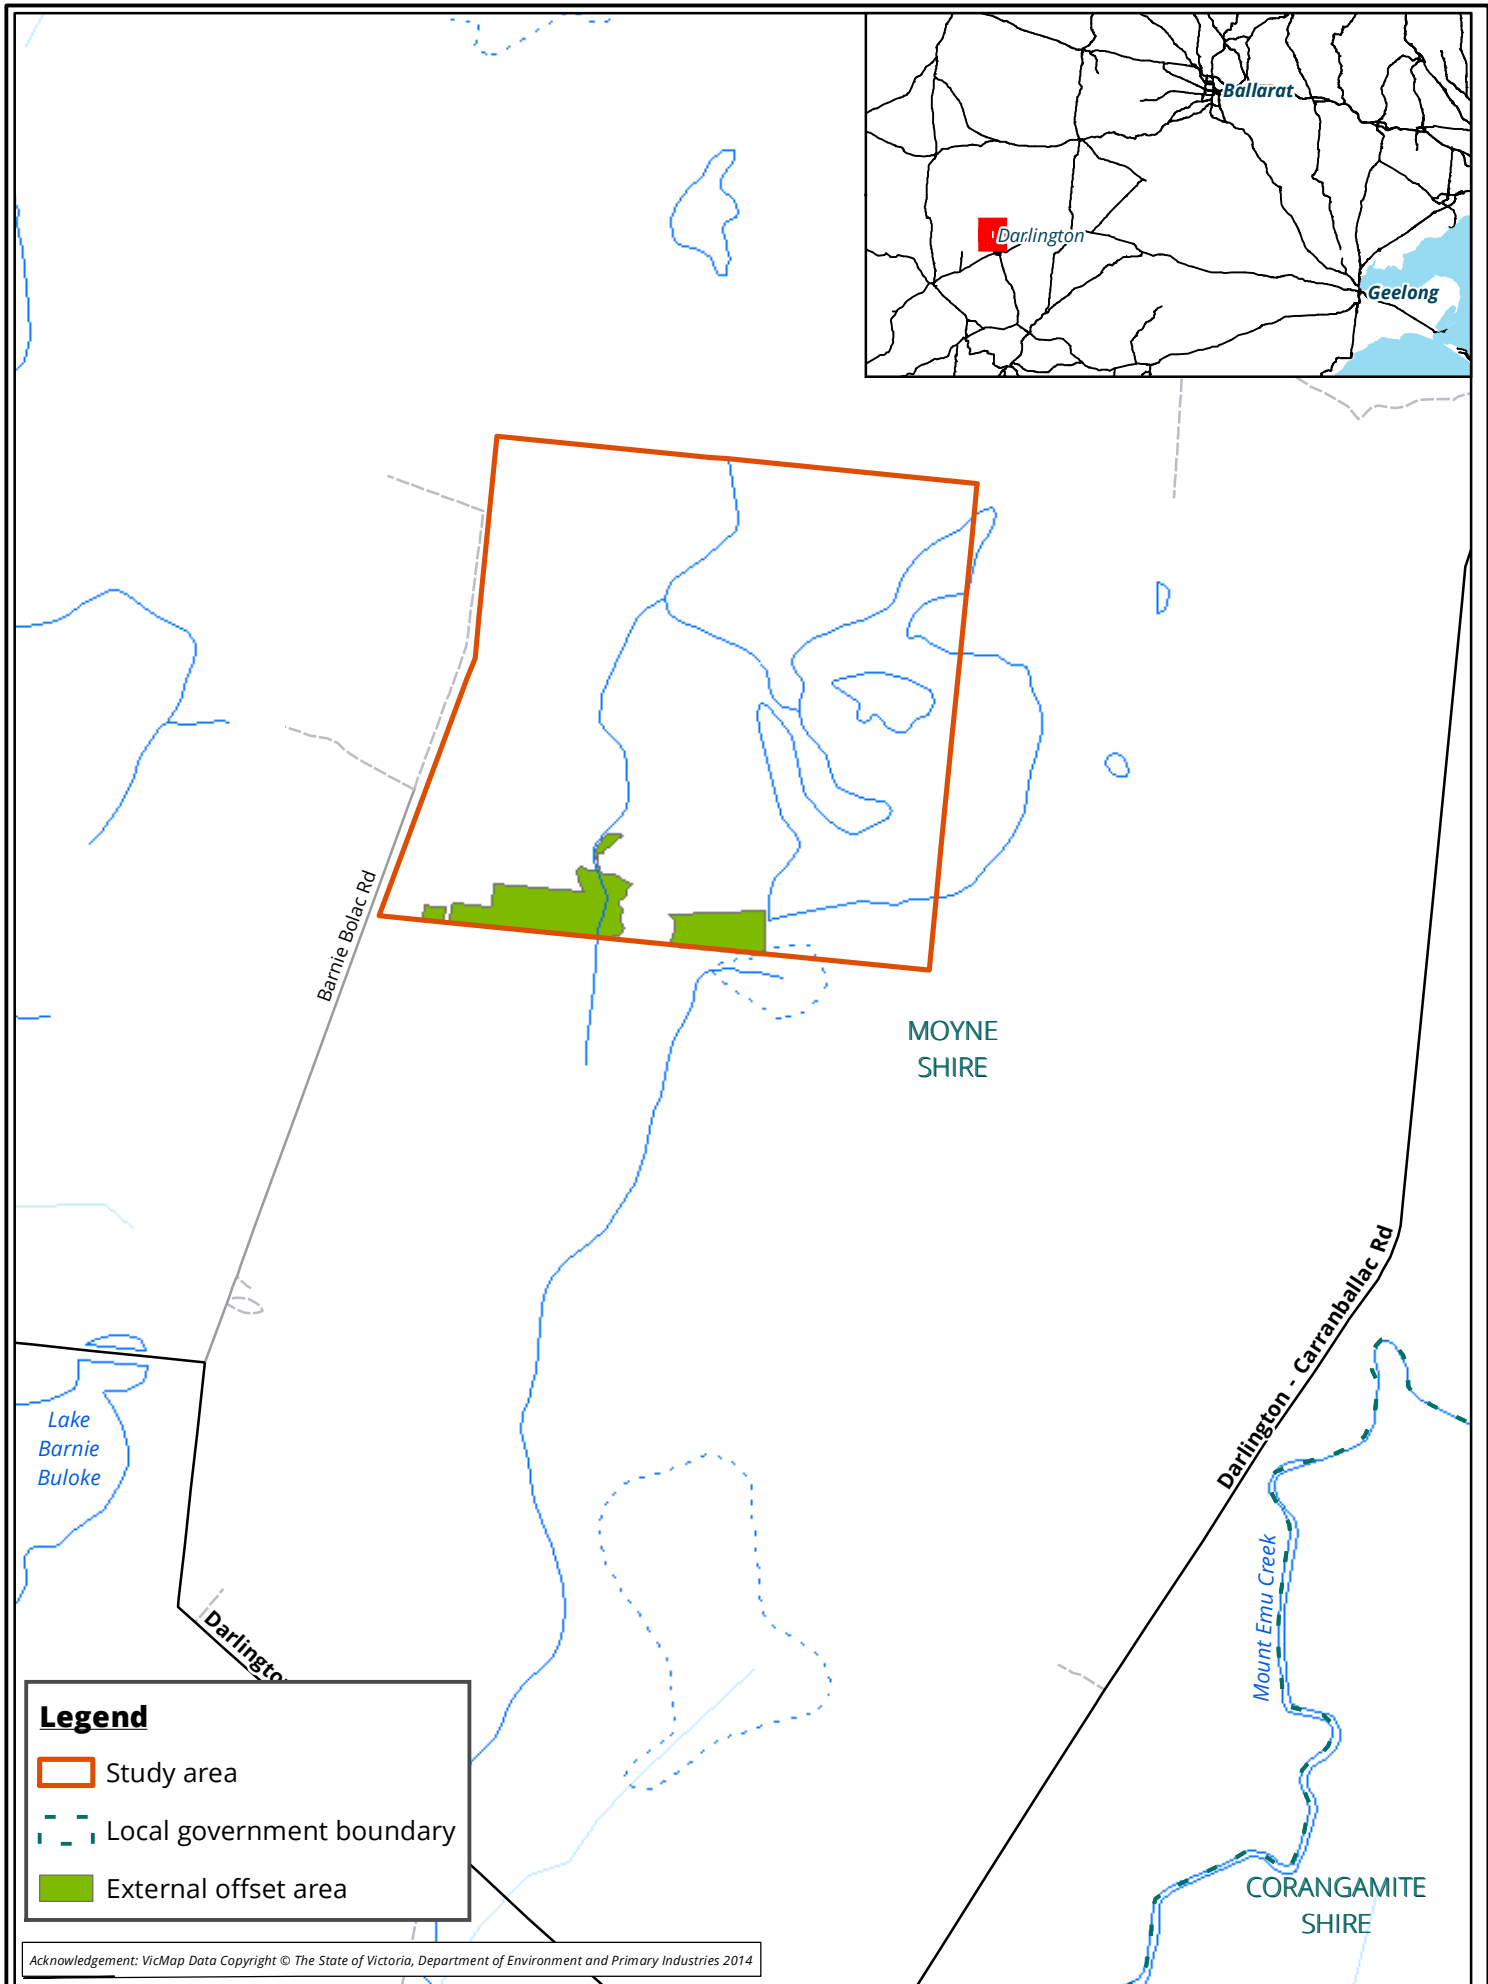 Ballarat
Darlington
Geelong
Barnie Bolac Rd
MOYNE
SHIRE
Darlington - Carranballac Rd
Lake
Barnie
Buloke
Mount Emu Creek
CORANGAMITE
SHIRE
Legend
Study area
Local government boundary
External offset area
Acknowledgement: VicMap Data Copyright © The State of Victoria, Department of Environment and Primary Industries 2014